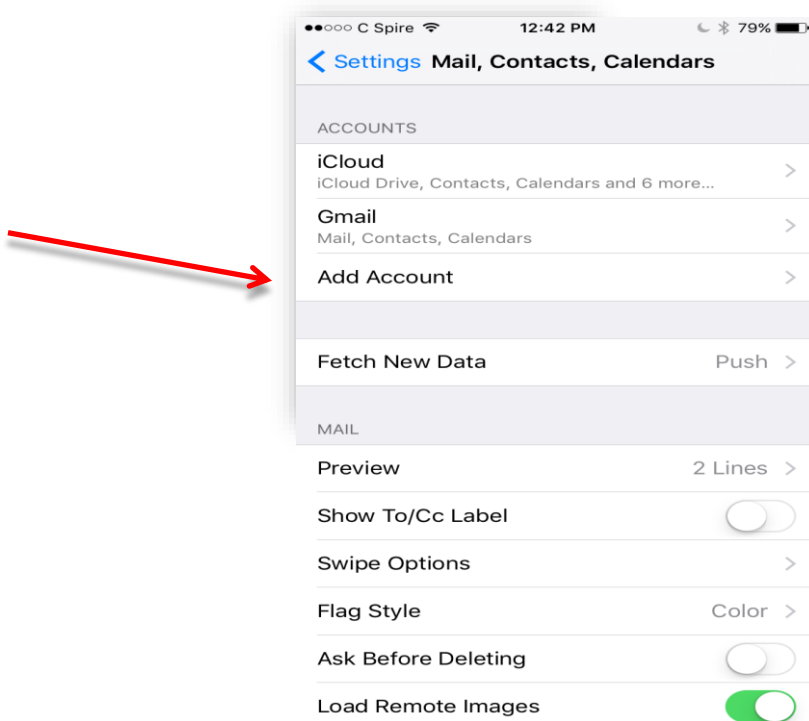 C Spire 12:42 PM 79%
Settings Mail, Contacts, Calendars
ACCOUNTS
iCloud
iCloud Drive, Contacts, Calendars and 6 more...
Gmail
Mail, Contacts, Calendars
Add Account
Fetch New Data Push
MAIL
Preview 2 Lines
Show To/Cc Label
Swipe Options
Flag Style Color
Ask Before Deleting
Load Remote Images